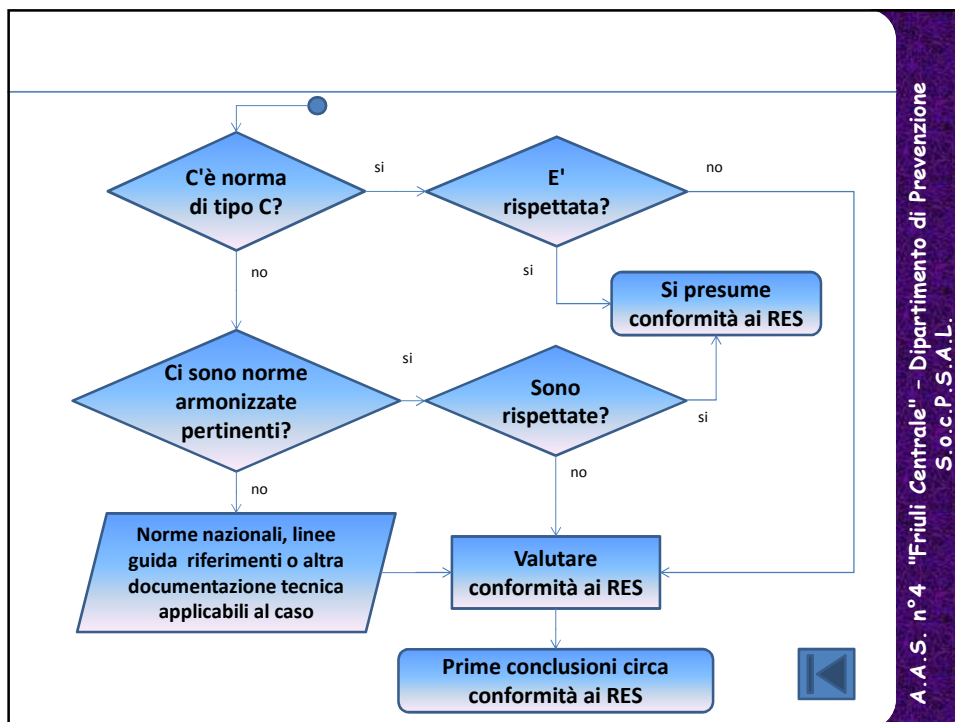 C'è norma
di tipo C?
si
E'
rispettata?
no
no
si
Si presume
conformità ai RES
Ci sono norme
armonizzate
pertinenti?
si
Sono
rispettate?
si
no
no
Norme nazionali, linee
guida riferimenti o altra
documentazione tecnica
applicabili al caso
Valutare
conformità ai RES
Prime conclusioni circa
conformità ai RES
A.A.S. n°4 "Friuli Centrale" – Dipartimento di Prevenzione
S.o.c.P.S.A.L.